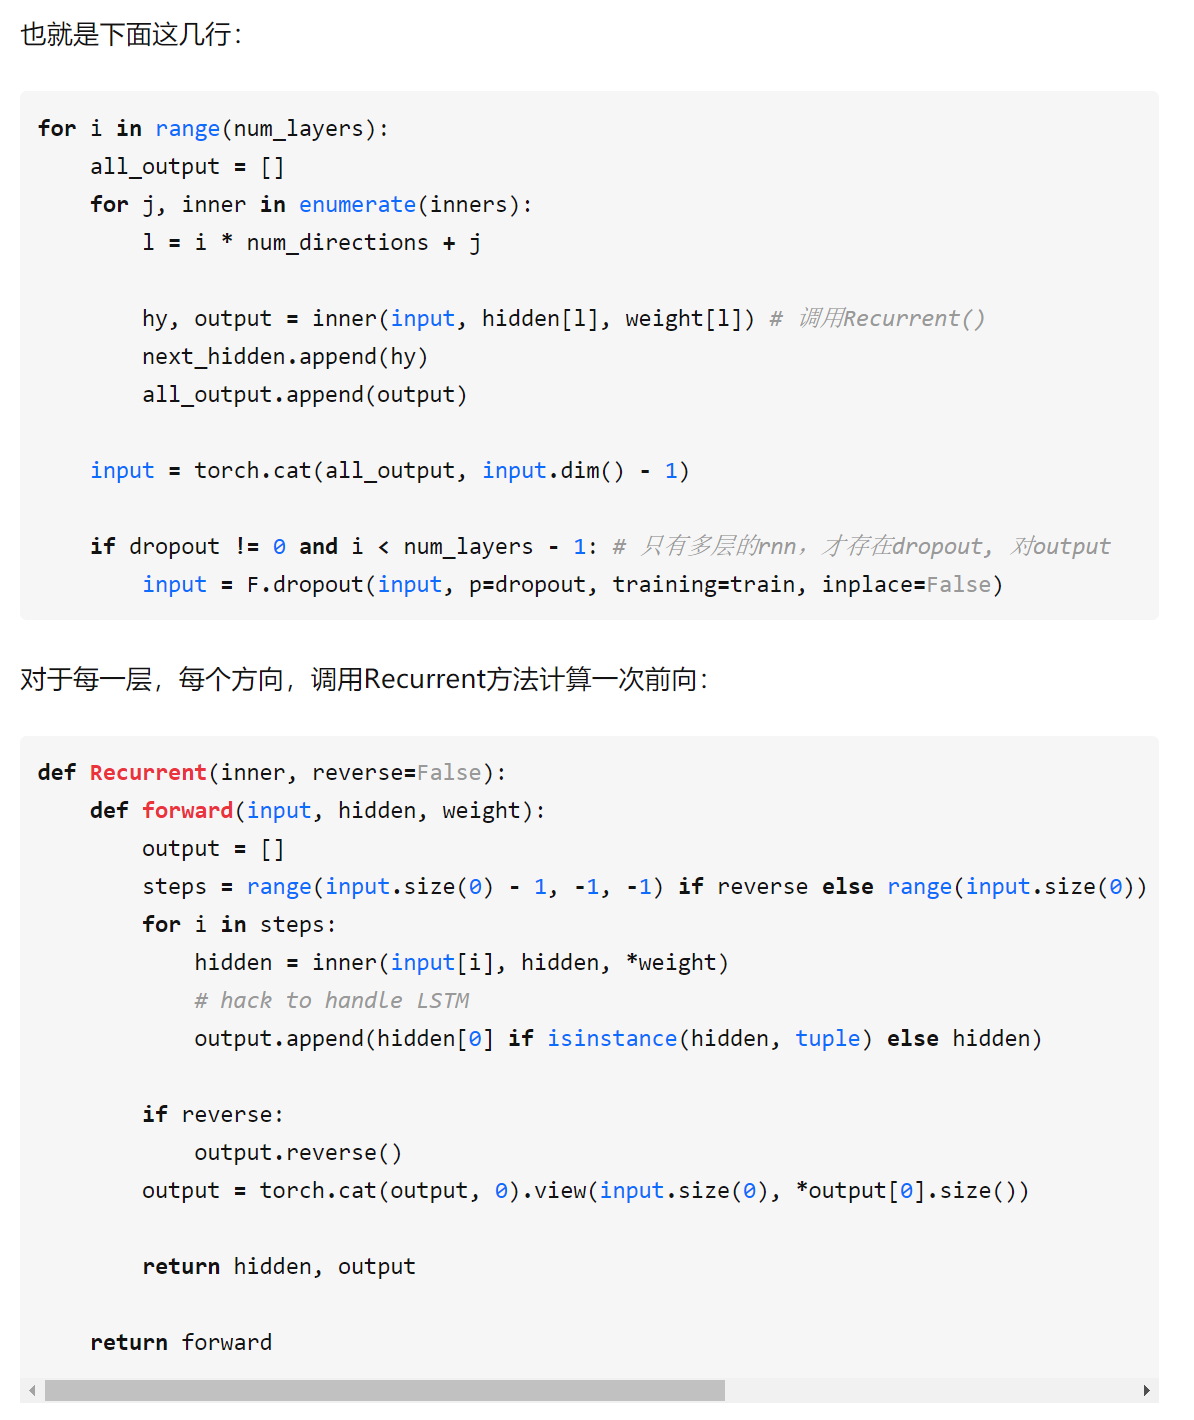 也就是下面这几行：
for i in range(num_layers):
    all_output = []
    for j, inner in enumerate(inners):
        l = i * num_directions + j

        hy, output = inner(input, hidden[l], weight[l]) # 调用Recurrent()
        next_hidden.append(hy)
        all_output.append(output)

    input = torch.cat(all_output, input.dim() - 1)

    if dropout != 0 and i < num_layers - 1: # 只有多层的rnn，才存在dropout, 对output
        input = F.dropout(input, p=dropout, training=train, inplace=False)
对于每一层，每个方向，调用Recurrent方法计算一次前向：
def Recurrent(inner, reverse=False):
    def forward(input, hidden, weight):
        output = []
        steps = range(input.size(0) - 1, -1, -1) if reverse else range(input.size(0))
        for i in steps:
            hidden = inner(input[i], hidden, *weight)
            # hack to handle LSTM
            output.append(hidden[0] if isinstance(hidden, tuple) else hidden)

        if reverse:
            output.reverse()
        output = torch.cat(output, 0).view(input.size(0), *output[0].size())

        return hidden, output

    return forward